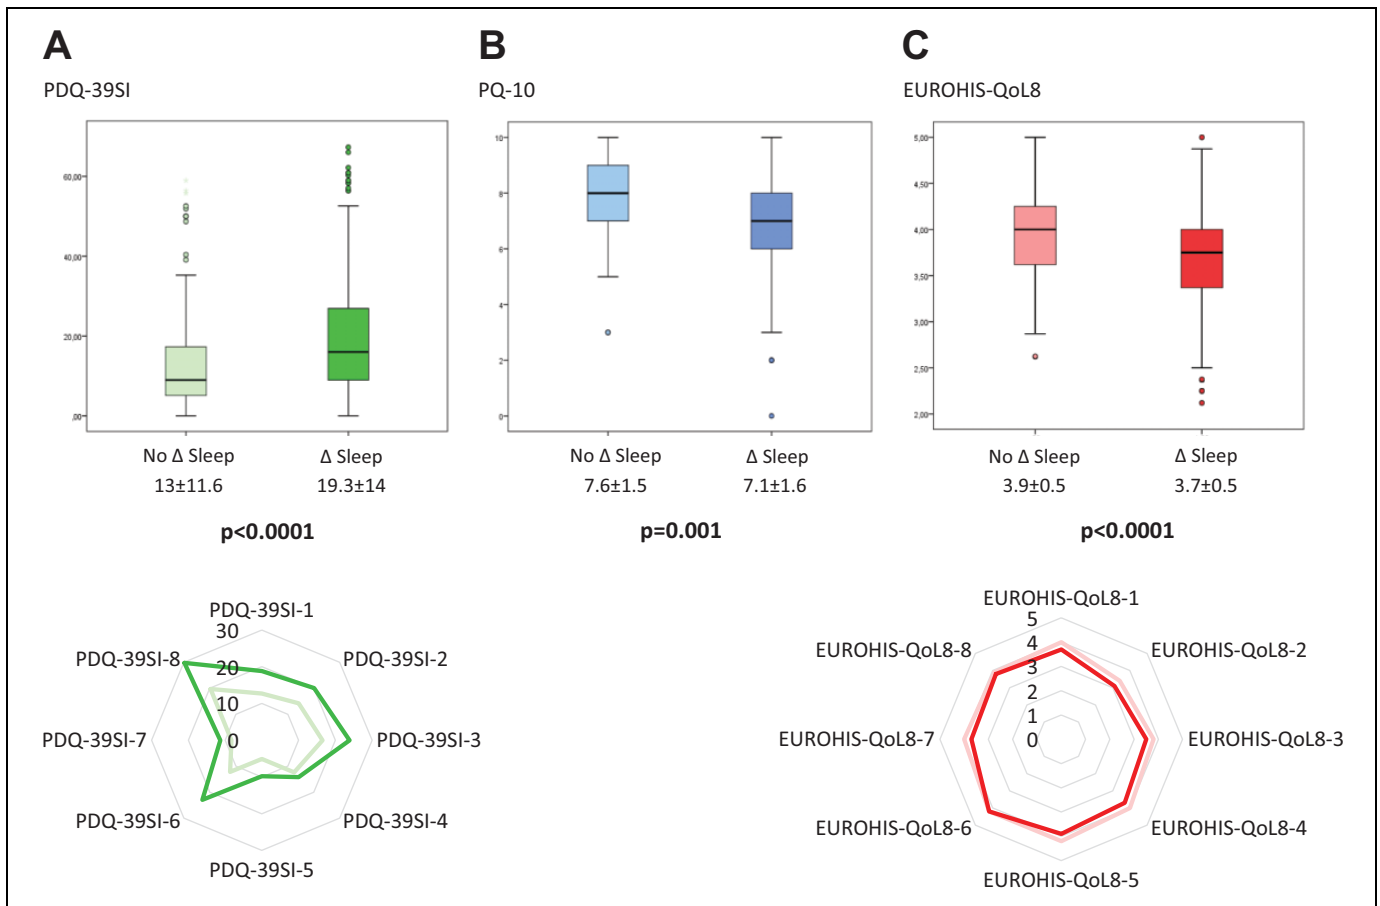 A
B
C
PDQ-39SI
PQ-10
EUROHIS-QoL8
60,00
40,00
20,00
,00
10
8
6
4
2
0
5,00
4,50
4,00
3,50
3,00
2,50
2,00
No Δ Sleep
Δ Sleep
No Δ Sleep
Δ Sleep
No Δ Sleep
Δ Sleep
13±11.6
19.3±14
7.6±1.5
7.1±1.6
3.9±0.5
3.7±0.5
p<0.0001
p=0.001
p<0.0001
PDQ-39SI-1
30
PDQ-39SI-8
20
PDQ-39SI-2
10
PDQ-39SI-7
0
PDQ-39SI-3
PDQ-39SI-6
PDQ-39SI-4
PDQ-39SI-5
EUROHIS-QoL8-1
5
EUROHIS-QoL8-8
4
EUROHIS-QoL8-2
3
2
1
EUROHIS-QoL8-7
0
EUROHIS-QoL8-3
EUROHIS-QoL8-6
EUROHIS-QoL8-4
EUROHIS-QoL8-5